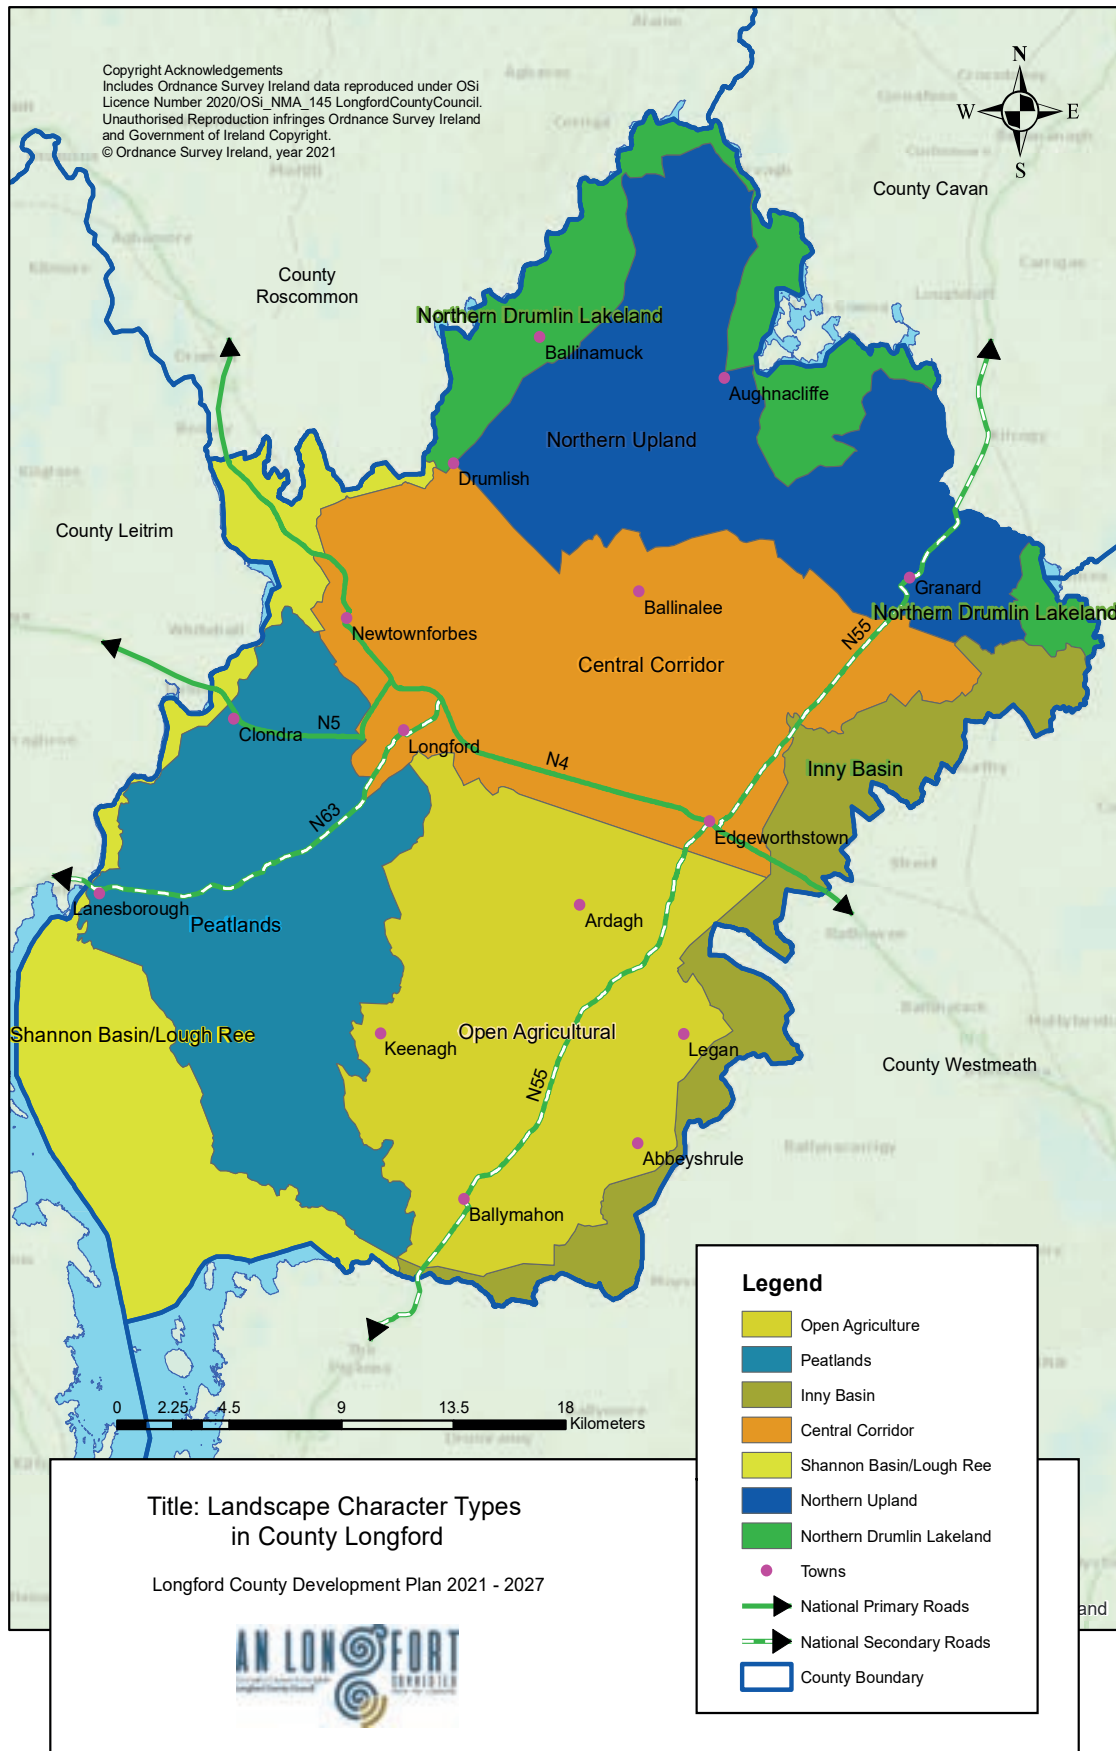 Copyright Acknowledgements
Includes Ordnance Survey Ireland data reproduced under OSi
Licence Number 2020/OSi_NMA_145 LongfordCountyCouncil.
Unauthorised Reproduction infringes Ordnance Survey Ireland
and Government of Ireland Copyright.
© Ordnance Survey Ireland, year 2021
N
W E
S
County Cavan
County
Roscommon
Northern Drumlin Lakeland
Ballinamuck
Aughnacliffe
Northern Upland
Drumlish
County Leitrim
Granard
Ballinalee
Northern Drumlin Lakeland
Newtownforbes
N55
Central Corridor
N5
Clondra
Longford
N4
Inny Basin
N63
Edgeworthstown
Lanesborough
Peatlands
Ardagh
Shannon Basin/Lough Ree
Open Agricultural
Keenagh
Legan
County Westmeath
N55
Abbeyshrule
Ballymahon
0 2.25 4.5 9 13.5 18
Kilometers
Legend
Open Agriculture
Peatlands
Inny Basin
Central Corridor
Shannon Basin/Lough Ree
Northern Upland
Northern Drumlin Lakeland
Towns
National Primary Roads
National Secondary Roads
County Boundary
Title: Landscape Character Types
in County Longford
Longford County Development Plan 2021 - 2027
AN LONGFORT